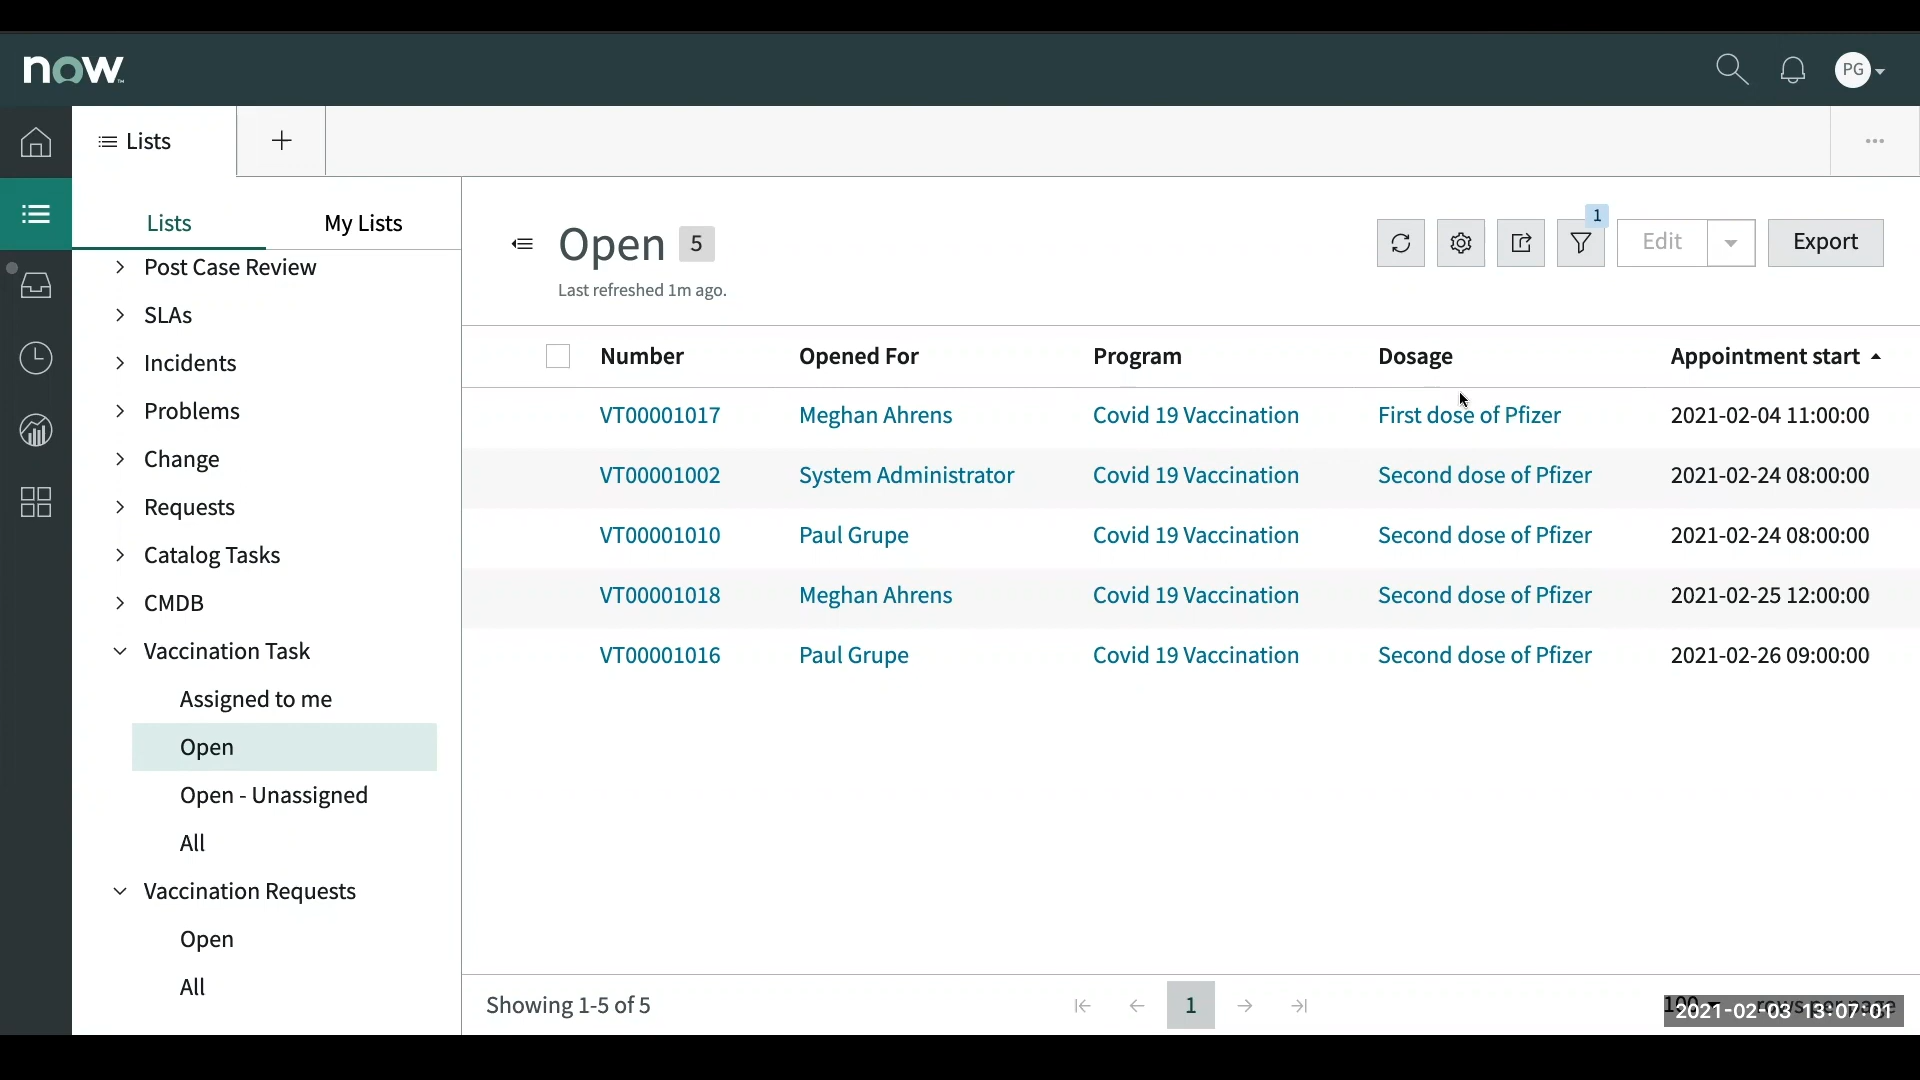 now
PG
Lists
Lists
My Lists
Post Case Review
SLAs
Incidents
Problems
Change
Requests
Catalog Tasks
CMDB
Vaccination Task
Assigned to me
Open
Open - Unassigned
All
Vaccination Requests
Open
All
Open 5
Last refreshed 1m ago.
1
Edit
Export
Number Opened For Program Dosage Appointment start
VT00001017 Meghan Ahrens Covid 19 Vaccination First dose of Pfizer 2021-02-04 11:00:00
VT00001002 System Administrator Covid 19 Vaccination Second dose of Pfizer 2021-02-24 08:00:00
VT00001010 Paul Grupe Covid 19 Vaccination Second dose of Pfizer 2021-02-24 08:00:00
VT00001018 Meghan Ahrens Covid 19 Vaccination Second dose of Pfizer 2021-02-25 12:00:00
VT00001016 Paul Grupe Covid 19 Vaccination Second dose of Pfizer 2021-02-26 09:00:00
Showing 1-5 of 5
1
100 rows per page
2021-02-03 13:07:01